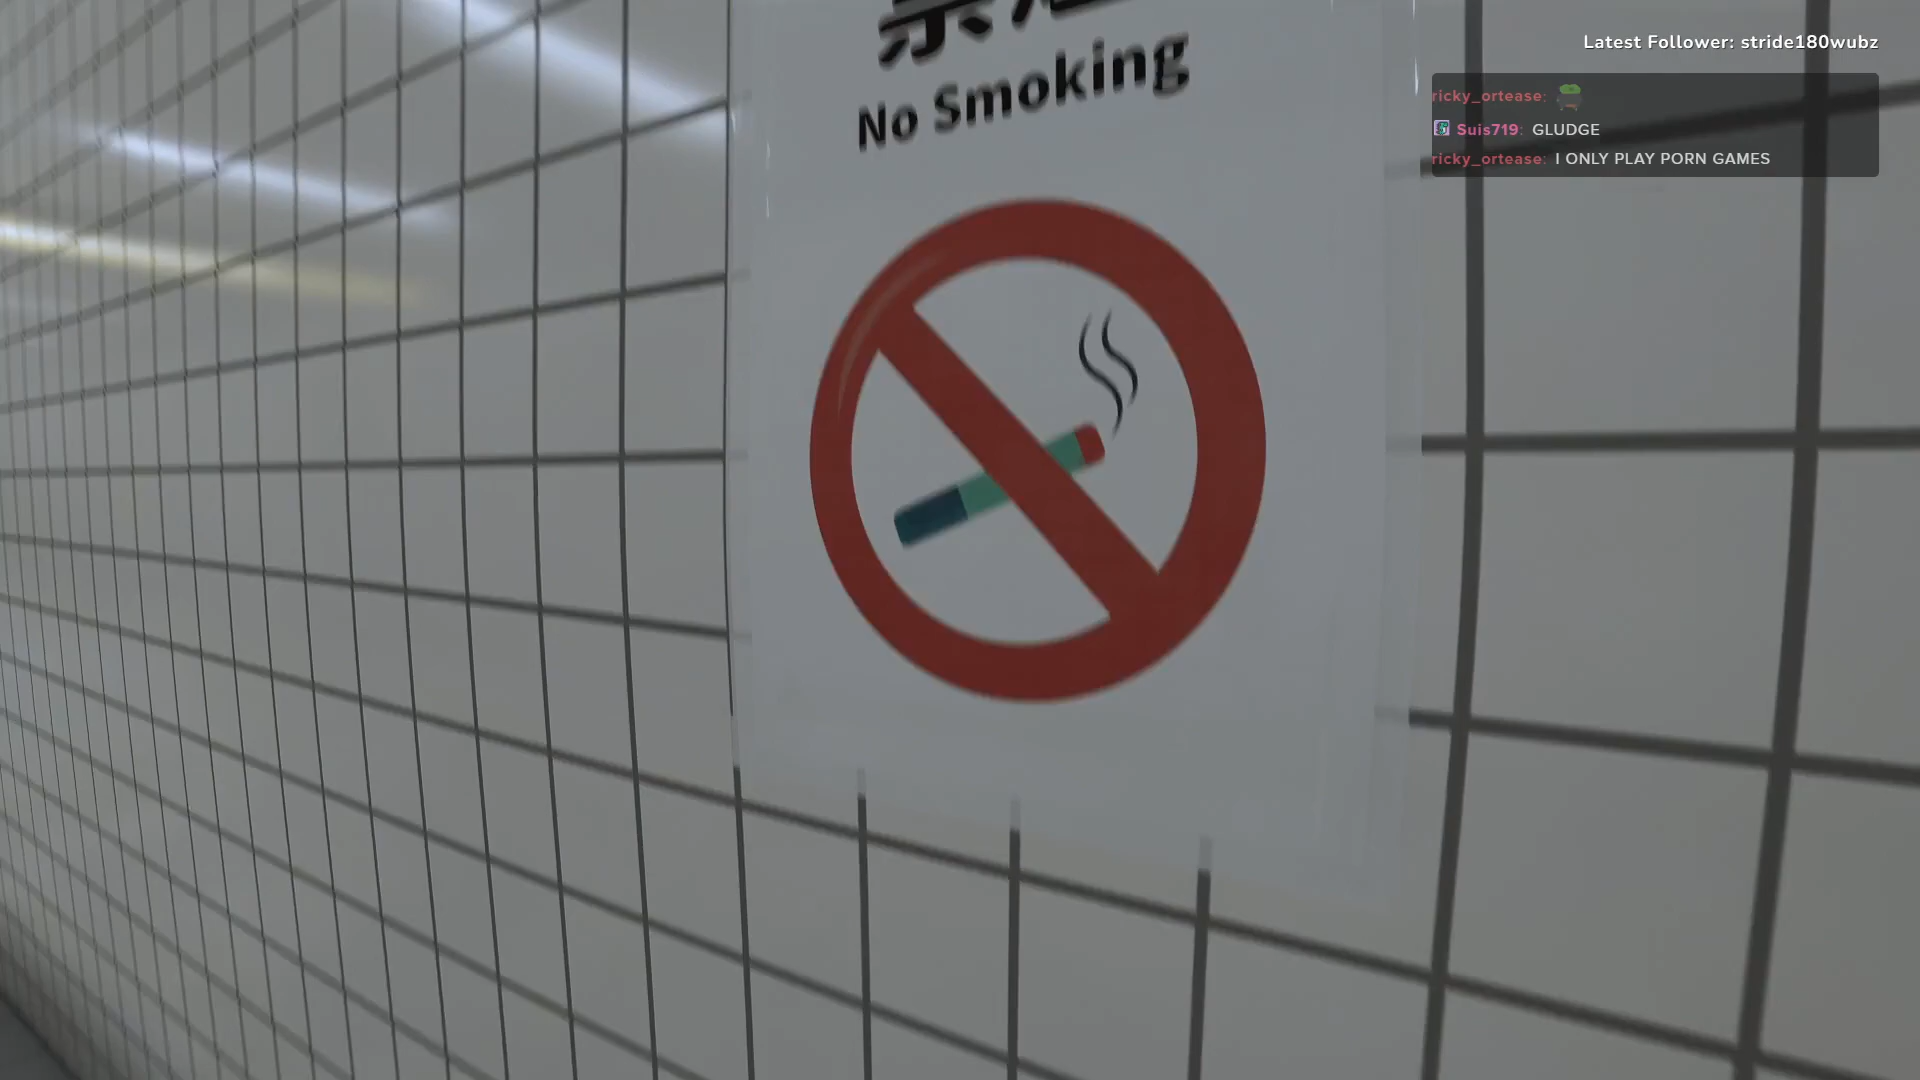 No Smoking
Latest Follower: stride180wubz
ricky_ortease:
Suis719: GLUDGE
ricky_ortease: I ONLY PLAY PORN GAMES